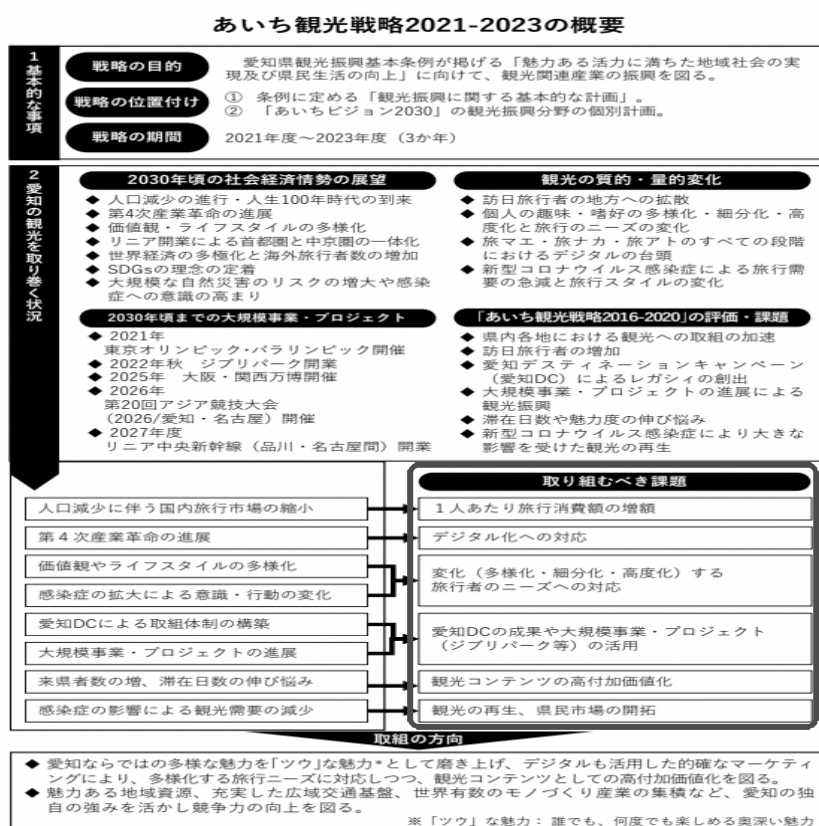 あいち観光戦略2021-2023の概要
1 基本的な事項
戦略の目的
愛知県観光振興基本条例が掲げる「魅力ある活力に満ちた地域社会の実
現及び県民生活の向上」に向けて、観光関連産業の振興を図る。
戦略の位置付け
① 条例に定める「観光振興に関する基本的な計画」。
② 「あいちビジョン2030」の観光振興分野の個別計画。
戦略の期間
2021年度～2023年度（3か年）
2 愛知の観光を取り巻く状況
2030年頃の社会経済情勢の展望
◆ 人口減少の進行・人生100年時代の到来
◆ 第4次産業革命の進展
◆ 価値観・ライフスタイルの多様化
◆ リニア開業による首都圏と中京圏の一体化
◆ 世界経済の多極化と海外旅行者数の増加
◆ SDGsの理念の定着
◆ 大規模な自然災害のリスクの増大や感染
症への意識の高まり
2030年頃までの大規模事業・プロジェクト
◆ 2021年
東京オリンピック・パラリンピック開催
◆ 2022年秋 ジブリパーク開業
◆ 2025年 大阪・関西万博開催
◆ 2026年
第20回アジア競技大会
(2026/愛知・名古屋）開催
◆ 2027年度
リニア中央新幹線（品川・名古屋間）開業
観光の質的・量的変化
◆ 訪日旅行者の地方への拡散
◆ 個人の趣味・嗜好の多様化・細分化・高
度化と旅行のニーズの変化
◆ 旅マエ・旅ナカ・旅アトのすべての段階
におけるデジタルの台頭
◆ 新型コロナウイルス感染症による旅行需
要の急減と旅行スタイルの変化
「あいち観光戦略2016-2020」の評価・課題
◆ 県内各地における観光への取組の加速
◆ 訪日旅行者の増加
◆ 愛知デスティネーションキャンペーン
（愛知DC）によるレガシィの創出
◆ 大規模事業・プロジェクトの進展による
観光振興
◆ 滞在日数や魅力度の伸び悩み
◆ 新型コロナウイルス感染症により大きな
影響を受けた観光の再生
取り組むべき課題
人口減少に伴う国内旅行市場の縮小
1人あたり旅行消費額の増額
第4次産業革命の進展
デジタル化への対応
価値観やライフスタイルの多様化
感染症の拡大による意識・行動の変化
変化（多様化・細分化・高度化）する
旅行者のニーズへの対応
愛知DCによる取組体制の構築
大規模事業・プロジェクトの進展
愛知DCの成果や大規模事業・プロジェクト
（ジブリパーク等）の活用
来県者数の増、滞在日数の伸び悩み
観光コンテンツの高付加価値化
感染症の影響による観光需要の減少
観光の再生、県民市場の開拓
取組の方向
◆ 愛知ならではの多様な魅力を「ツウ」な魅力*として磨き上げ、デジタルも活用した的確なマーケティ
ングにより、多様化する旅行ニーズに対応しつつ、観光コンテンツとしての高付加価値化を図る。
◆ 魅力ある地域資源、充実した広域交通基盤、世界有数のモノづくり産業の集積など、愛知の独
自の強みを活かし競争力の向上を図る。
※「ツウ」な魅力： 誰でも、何度でも楽しめる奥深い魅力